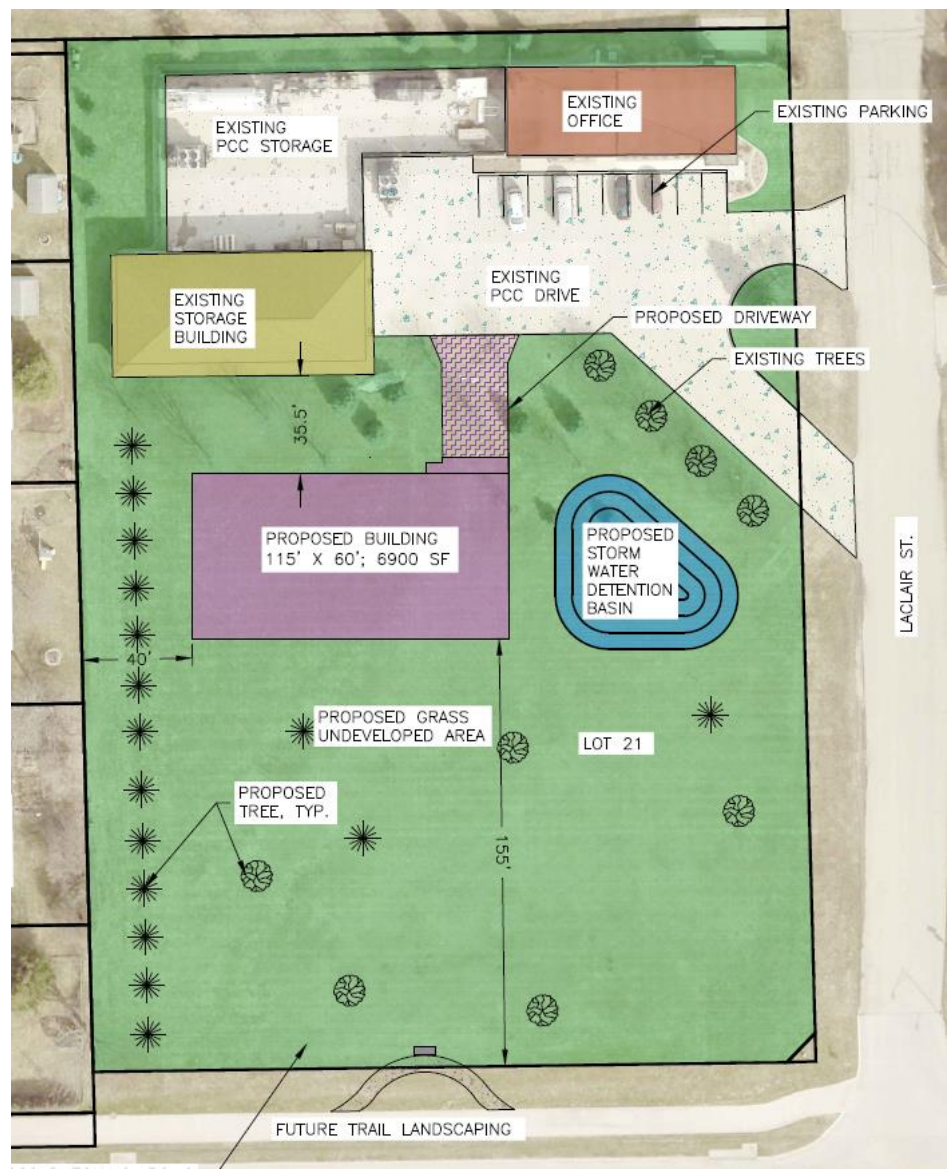 EXISTING
PCC STORAGE
EXISTING
OFFICE
EXISTING PARKING
EXISTING
PCC DRIVE
EXISTING
STORAGE
BUILDING
PROPOSED DRIVEWAY
EXISTING TREES
35.5'
PROPOSED BUILDING
115' X 60'; 6900 SF
PROPOSED
STORM
WATER
DETENTION
BASIN
LACLAIR ST.
40'
PROPOSED GRASS
UNDEVELOPED AREA
LOT 21
PROPOSED
TREE, TYP.
155'
FUTURE TRAIL LANDSCAPING